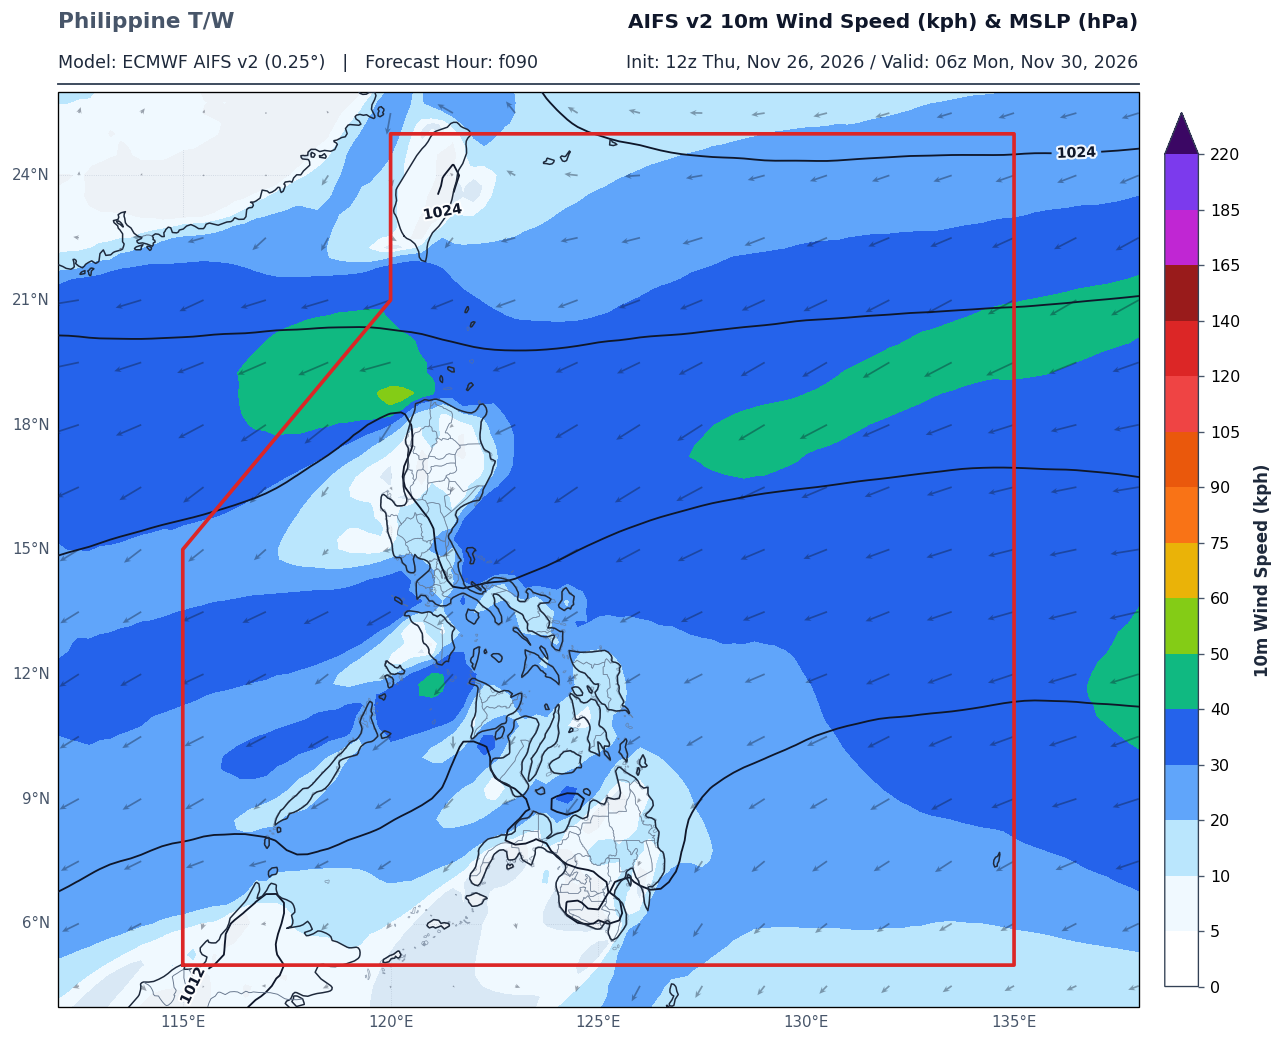 Philippine T/W
AIFS v2 10m Wind Speed (kph) & MSLP (hPa)
Model: ECMWF AIFS v2 (0.25°) | Forecast Hour: f090
Init: 12z Thu, Nov 26, 2026 / Valid: 06z Mon, Nov 30, 2026
24°N
21°N
18°N
15°N
12°N
9°N
6°N
115°E
120°E
125°E
130°E
135°E
1024
1024
1012
220
185
165
140
120
105
90
75
60
50
40
30
20
10
5
0
10m Wind Speed (kph)